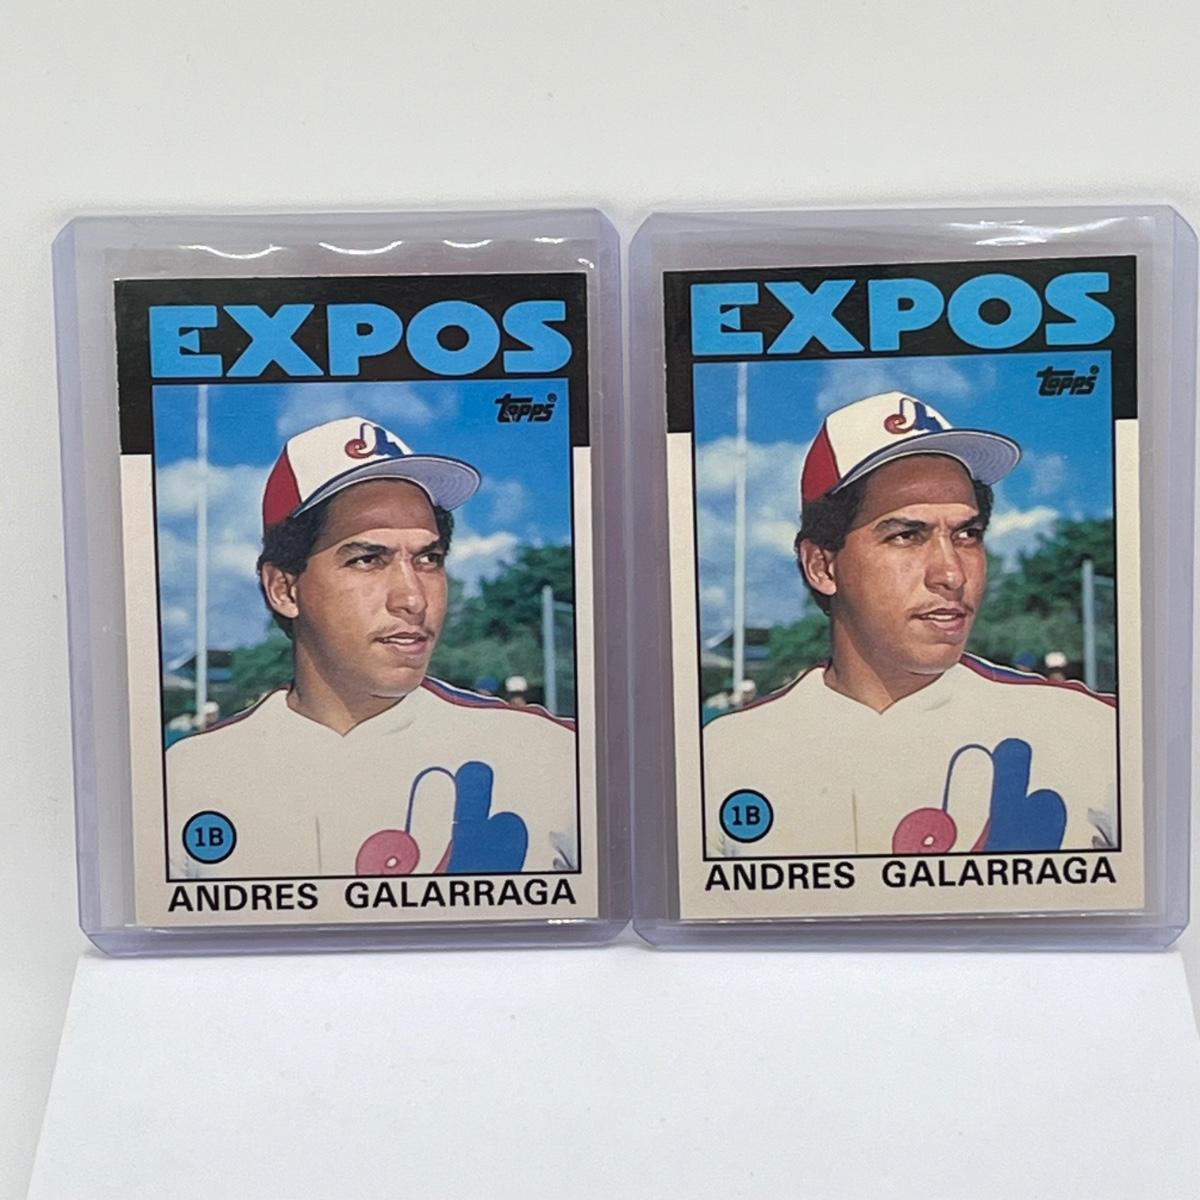 EXPOS
Topps®
1B
ANDRES GALARRAGA
EXPOS
Topps®
1B
ANDRES GALARRAGA